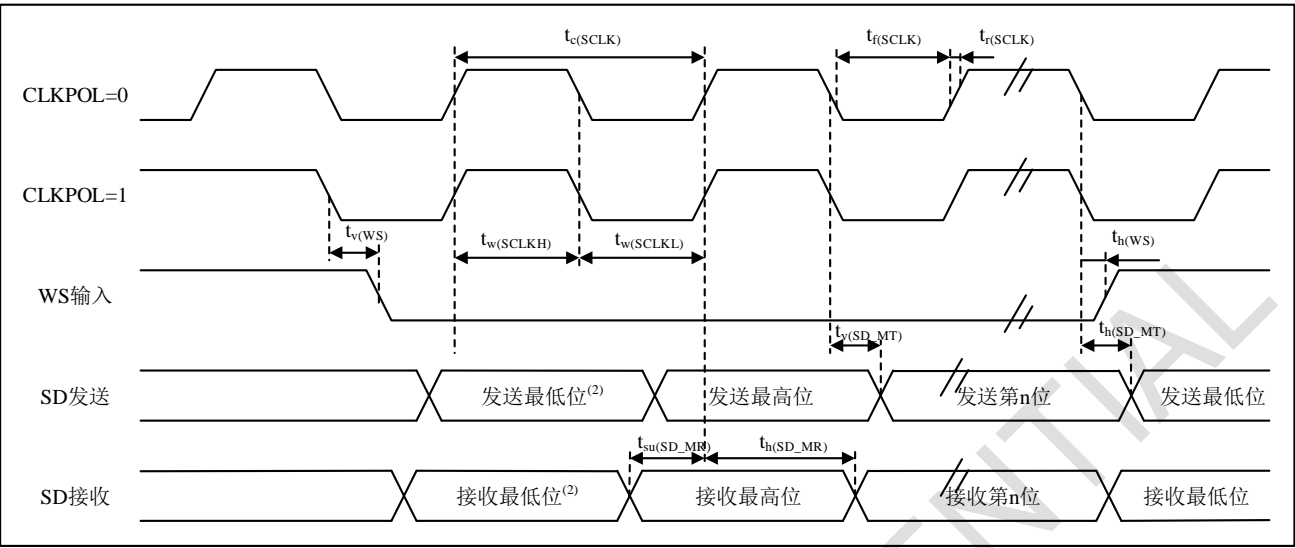 t_c(SCLK)
t_f(SCLK)
t_r(SCLK)
CLKPOL=0
CLKPOL=1
t_v(WS)
t_w(SCLKH)
t_w(SCLKL)
t_h(WS)
WS输入
t_v(SD_MT)
t_h(SD_MT)
SD发送
发送最低位(2)
发送最高位
发送第n位
发送最低位
t_su(SD_MR)
t_h(SD_MR)
SD接收
接收最低位(2)
接收最高位
接收第n位
接收最低位
ENTIAL